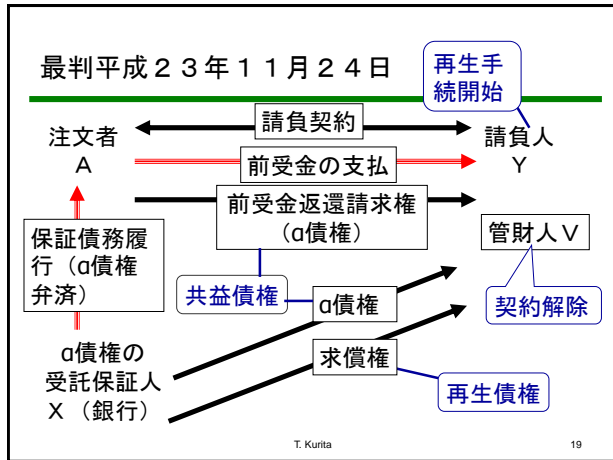 最判平成２３年１１月２４日
再生手
続開始
注文者
Ａ
請負契約
請負人
Ｙ
前受金の支払
前受金返還請求権
（α債権）
保証債務履
行（α債権
弁済）
管財人Ｖ
共益債権
α債権
契約解除
α債権の
受託保証人
Ｘ（銀行）
求償権
再生債権
T. Kurita
19